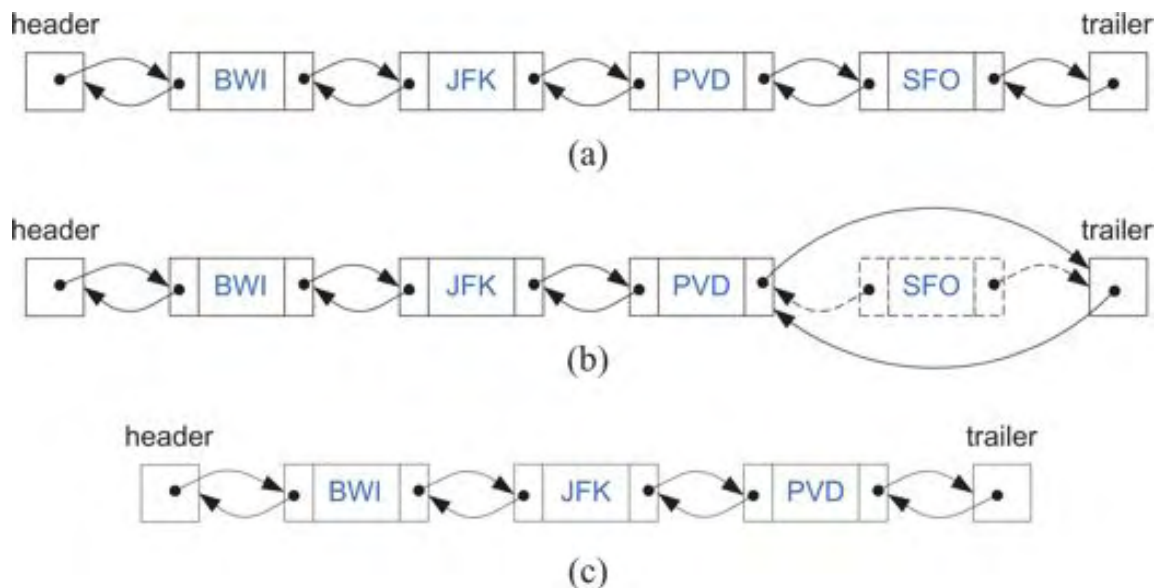 header trailer
BWI JFK PVD SFO
(a)
header trailer
BWI JFK PVD SFO
(b)
header trailer
BWI JFK PVD
(c)